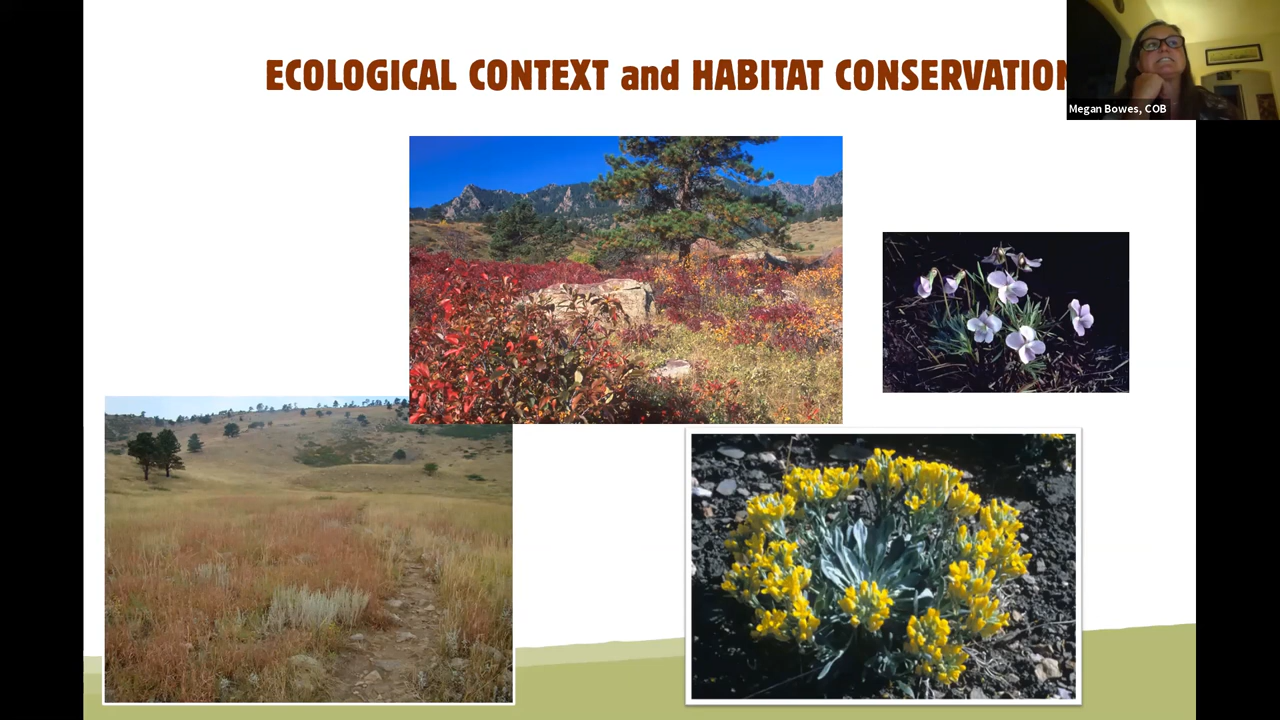 ECOLOGICAL CONTEXT and HABITAT CONSERVATION
Megan Bowes, COB